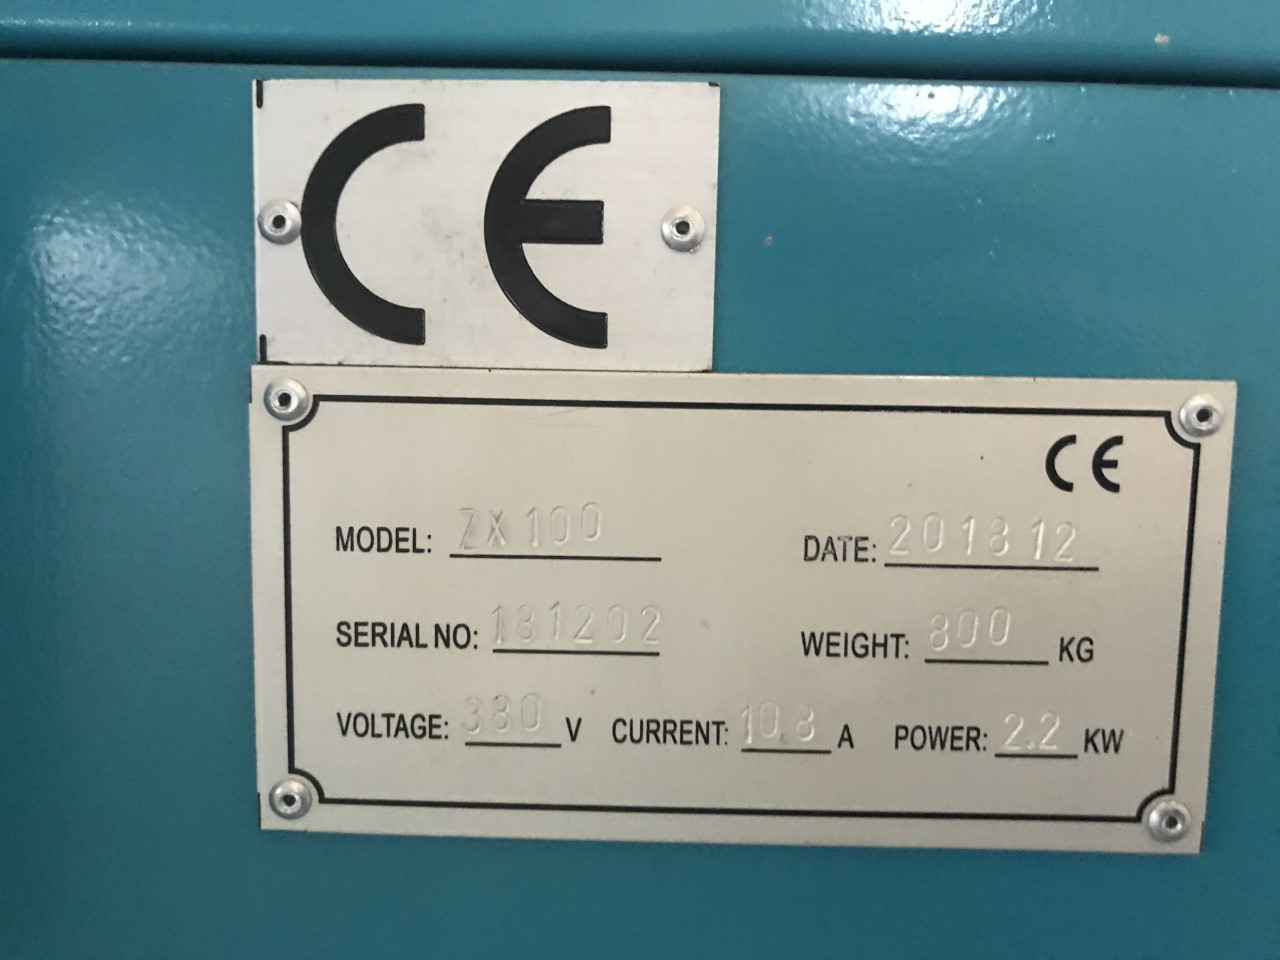 CE
CE
MODEL: ZX100 DATE: 201812
SERIAL NO: 181202 WEIGHT: 800 KG
VOLTAGE: 380 V CURRENT: 10.8 A POWER: 2.2 KW